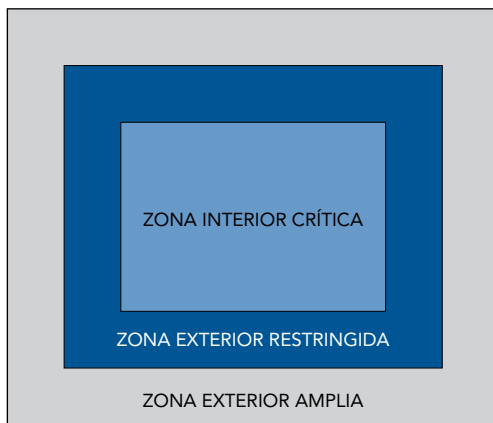 ZONA INTERIOR CRÍTICA
ZONA EXTERIOR RESTRINGIDA
ZONA EXTERIOR AMPLIA